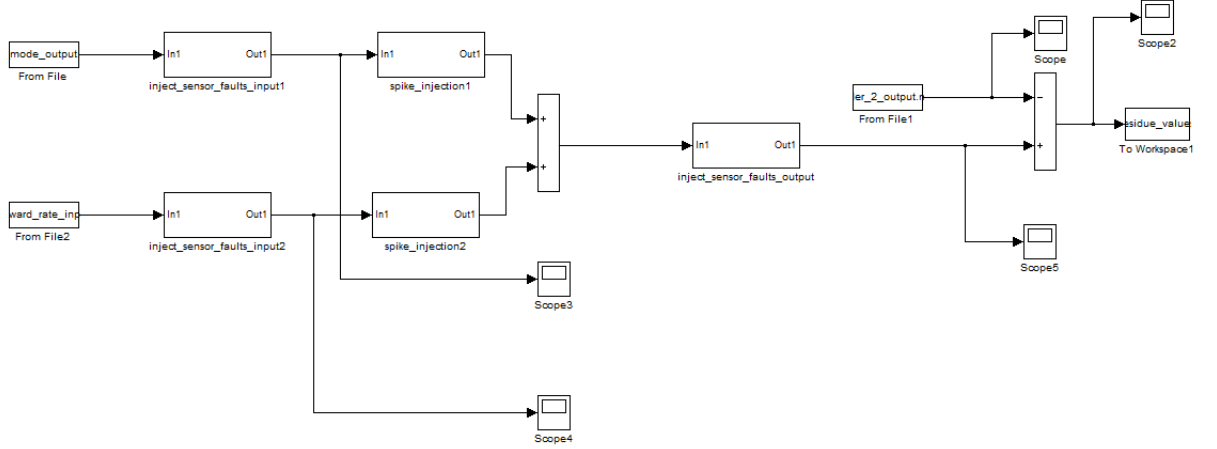 Scope2
Scope
mode_output
From File
In1
Out1
inject_sensor_faults_input1
In1
Out1
spike_injection1
+
+
In1
Out1
inject_sensor_faults_output
ier_2_output.n
From File1
−
+
esidue_value
To Workspace1
ward_rate_inp
From File2
In1
Out1
inject_sensor_faults_input2
In1
Out1
spike_injection2
Scope5
Scope3
Scope4